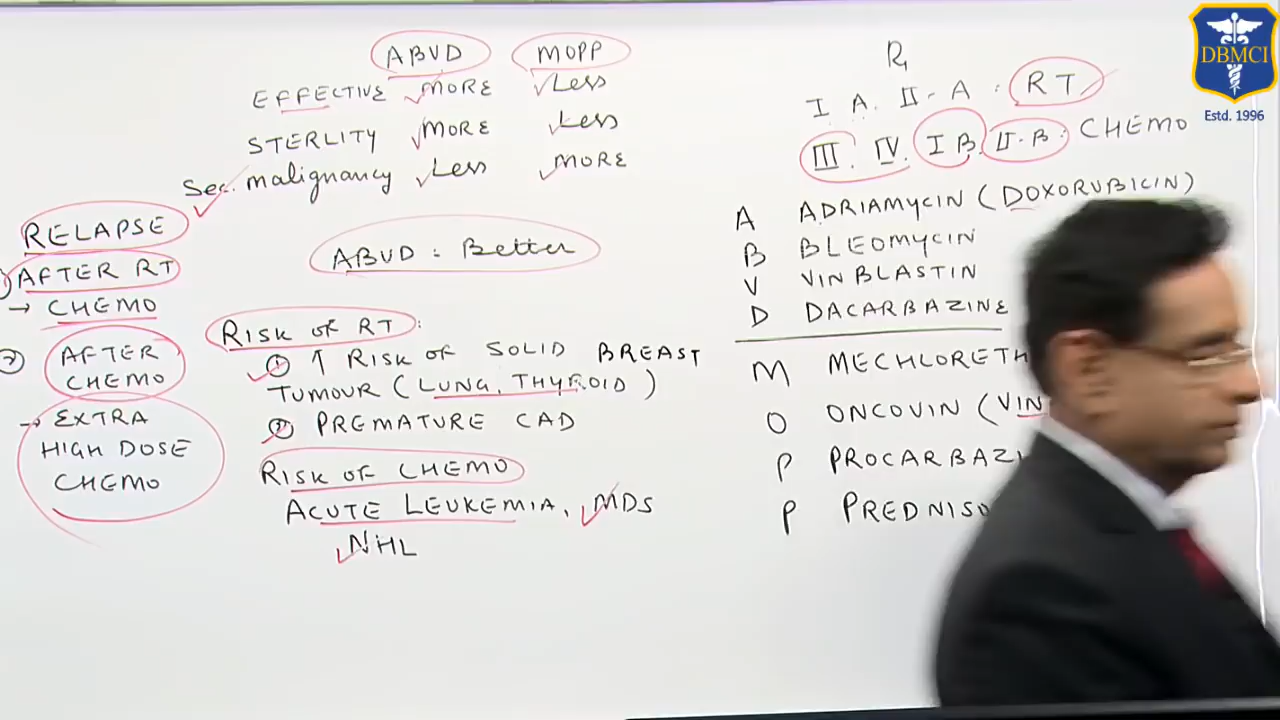 ABVD MOPP
EFFECTIVE MORE Less
STERLITY MORE Less
Sec. malignancy Less MORE
ABVD : Better
RELAPSE
AFTER RT
→ CHEMO
② AFTER
CHEMO
→ EXTRA
HIGH DOSE
CHEMO
RISK OF RT :
① ↑ RISK OF SOLID BREAST
TUMOUR (LUNG, THYROID)
② PREMATURE CAD
RISK OF CHEMO
ACUTE LEUKEMIA, MDS
NHL
I A. II-A : RT
III. IV. I B. II-B. CHEMO
A ADRIAMYCIN (DOXORUBICIN)
B BLEOMYCIN
V VINBLASTIN
D DACARBAZINE
M MECHLORETH
O ONCOVIN (VIN
P PROCARBAZI
P PREDNISO
DBMCI
Estd. 1996